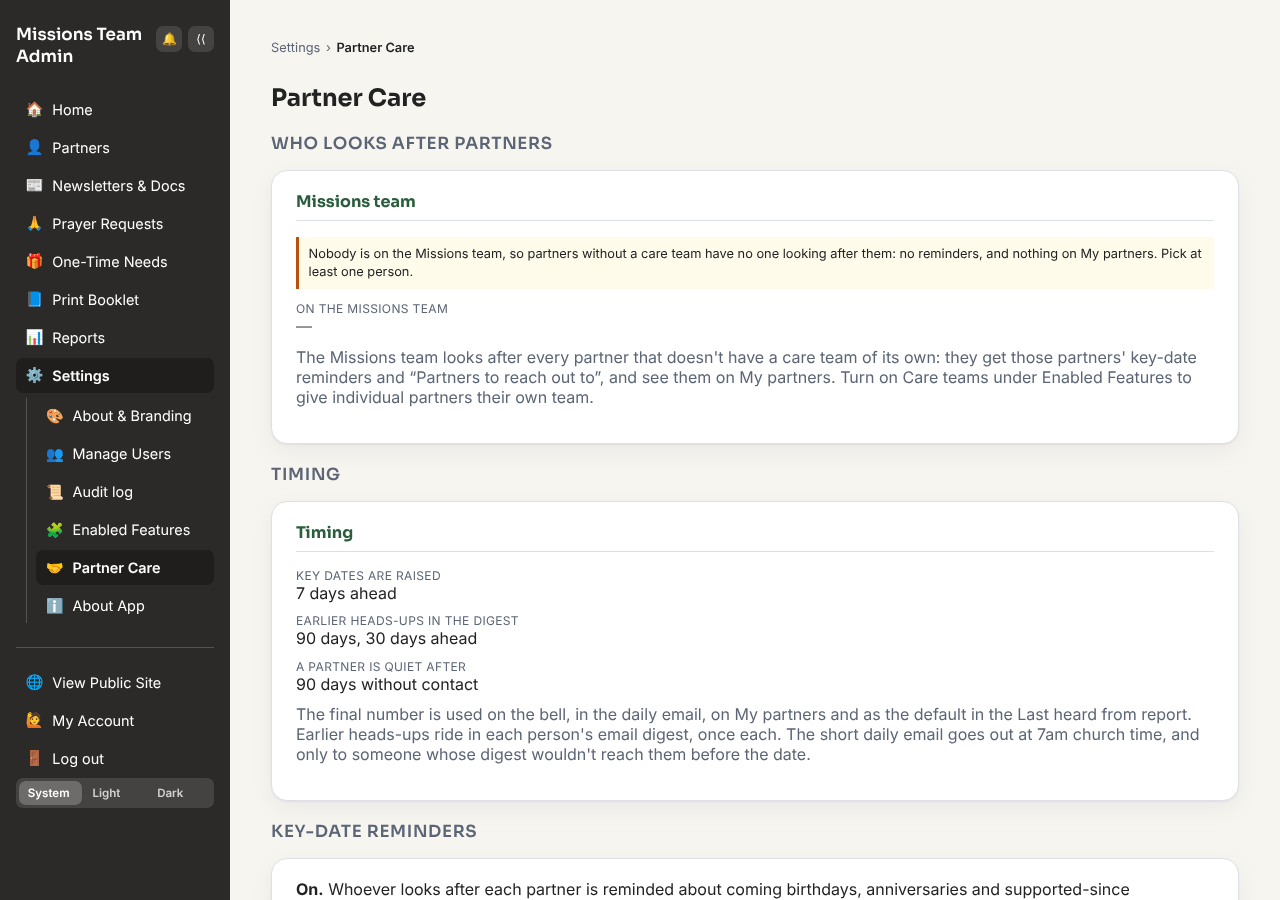 Missions Team
Admin
Home
Partners
Newsletters & Docs
Prayer Requests
One-Time Needs
Print Booklet
Reports
Settings
About & Branding
Manage Users
Audit log
Enabled Features
Partner Care
About App
View Public Site
My Account
Log out
System Light Dark
Settings › Partner Care
Partner Care
WHO LOOKS AFTER PARTNERS
Missions team
Nobody is on the Missions team, so partners without a care team have no one looking after them: no reminders, and nothing on My partners. Pick at
least one person.
ON THE MISSIONS TEAM
—
The Missions team looks after every partner that doesn't have a care team of its own: they get those partners' key-date
reminders and “Partners to reach out to”, and see them on My partners. Turn on Care teams under Enabled Features to
give individual partners their own team.
TIMING
Timing
KEY DATES ARE RAISED
7 days ahead
EARLIER HEADS-UPS IN THE DIGEST
90 days, 30 days ahead
A PARTNER IS QUIET AFTER
90 days without contact
The final number is used on the bell, in the daily email, on My partners and as the default in the Last heard from report.
Earlier heads-ups ride in each person's email digest, once each. The short daily email goes out at 7am church time, and
only to someone whose digest wouldn't reach them before the date.
KEY-DATE REMINDERS
On. Whoever looks after each partner is reminded about coming birthdays, anniversaries and supported-since